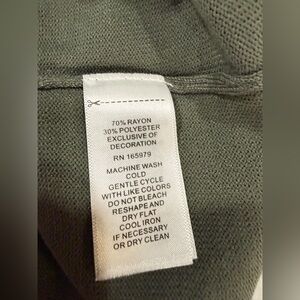 70% RAYON
30% POLYESTER
EXCLUSIVE OF
DECORATION
RN 165979
MACHINE WASH
COLD
GENTLE CYCLE
WITH LIKE COLORS
DO NOT BLEACH
RESHAPE AND
DRY FLAT
COOL IRON
IF NECESSARY
OR DRY CLEAN